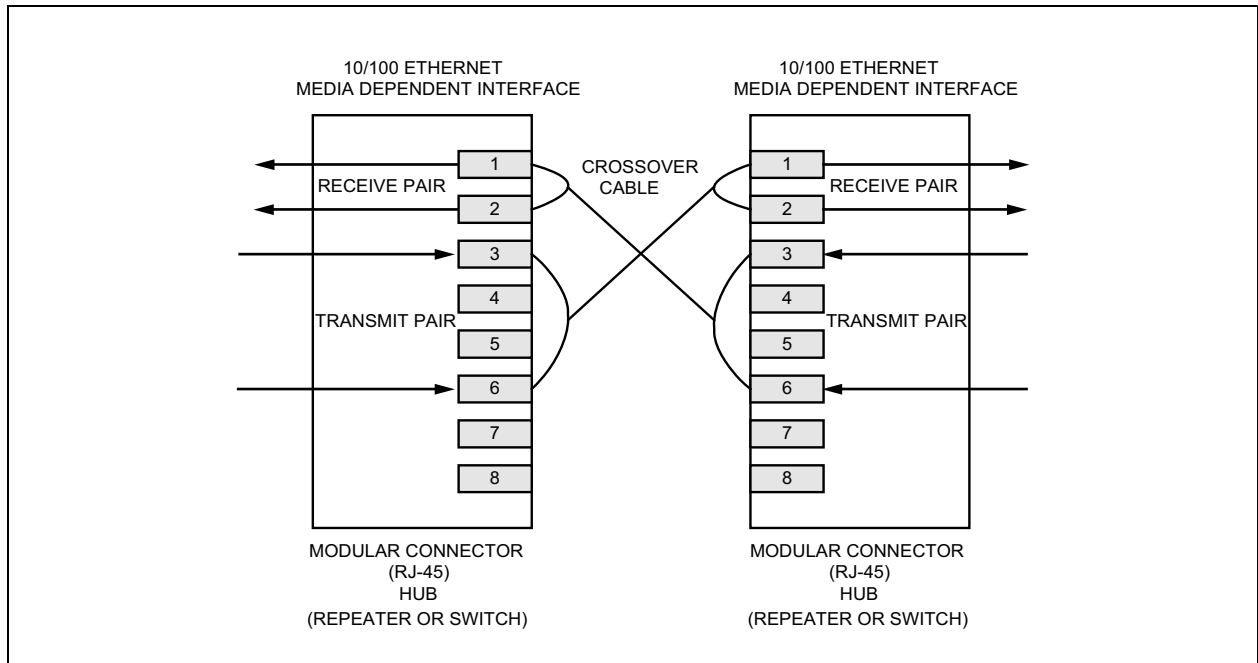 10/100 ETHERNET
MEDIA DEPENDENT INTERFACE
10/100 ETHERNET
MEDIA DEPENDENT INTERFACE
1
RECEIVE PAIR
2
3
4
TRANSMIT PAIR
5
6
7
8
CROSSOVER
CABLE
1
RECEIVE PAIR
2
3
4
TRANSMIT PAIR
5
6
7
8
MODULAR CONNECTOR
(RJ-45)
HUB
(REPEATER OR SWITCH)
MODULAR CONNECTOR
(RJ-45)
HUB
(REPEATER OR SWITCH)